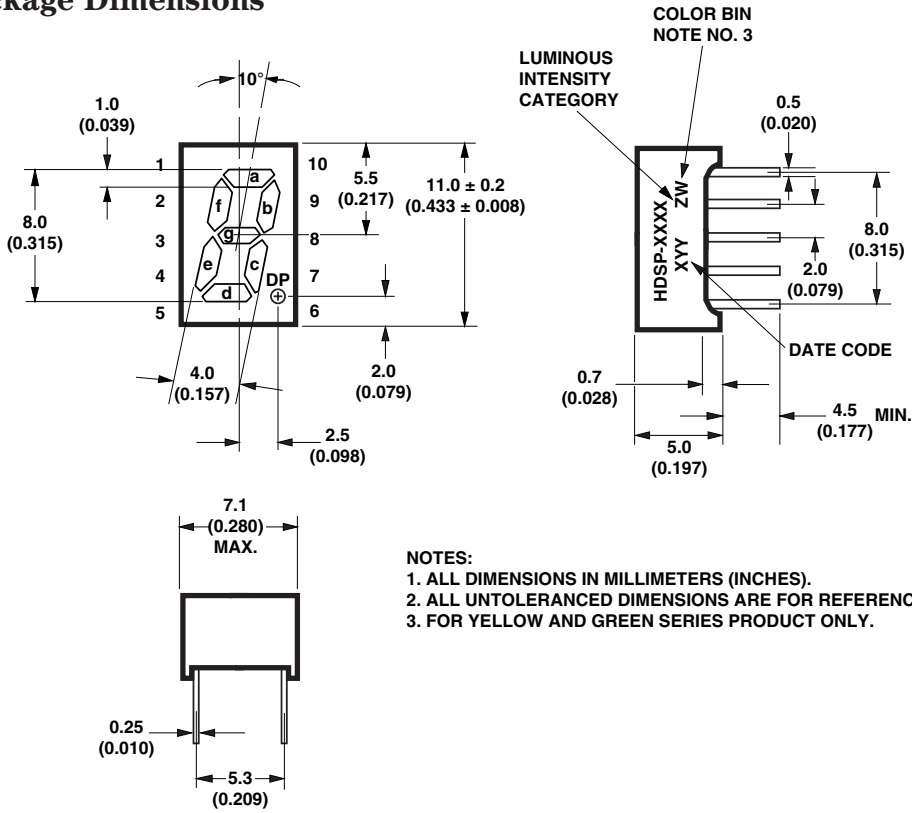 ckage Dimensions
10°
1.0
(0.039)
1
2
3
4
5
10
9
8
7
6
a
f
b
g
e
c
d
DP
8.0
(0.315)
5.5
(0.217)
11.0 ± 0.2
(0.433 ± 0.008)
4.0
(0.157)
2.0
(0.079)
2.5
(0.098)
COLOR BIN
NOTE NO. 3
LUMINOUS
INTENSITY
CATEGORY
HDSP-XXXX
XYY ZW
0.5
(0.020)
8.0
(0.315)
2.0
(0.079)
DATE CODE
0.7
(0.028)
4.5 MIN.
(0.177)
5.0
(0.197)
7.1
(0.280)
MAX.
0.25
(0.010)
5.3
(0.209)
NOTES:
1. ALL DIMENSIONS IN MILLIMETERS (INCHES).
2. ALL UNTOLERANCED DIMENSIONS ARE FOR REFERENC
3. FOR YELLOW AND GREEN SERIES PRODUCT ONLY.